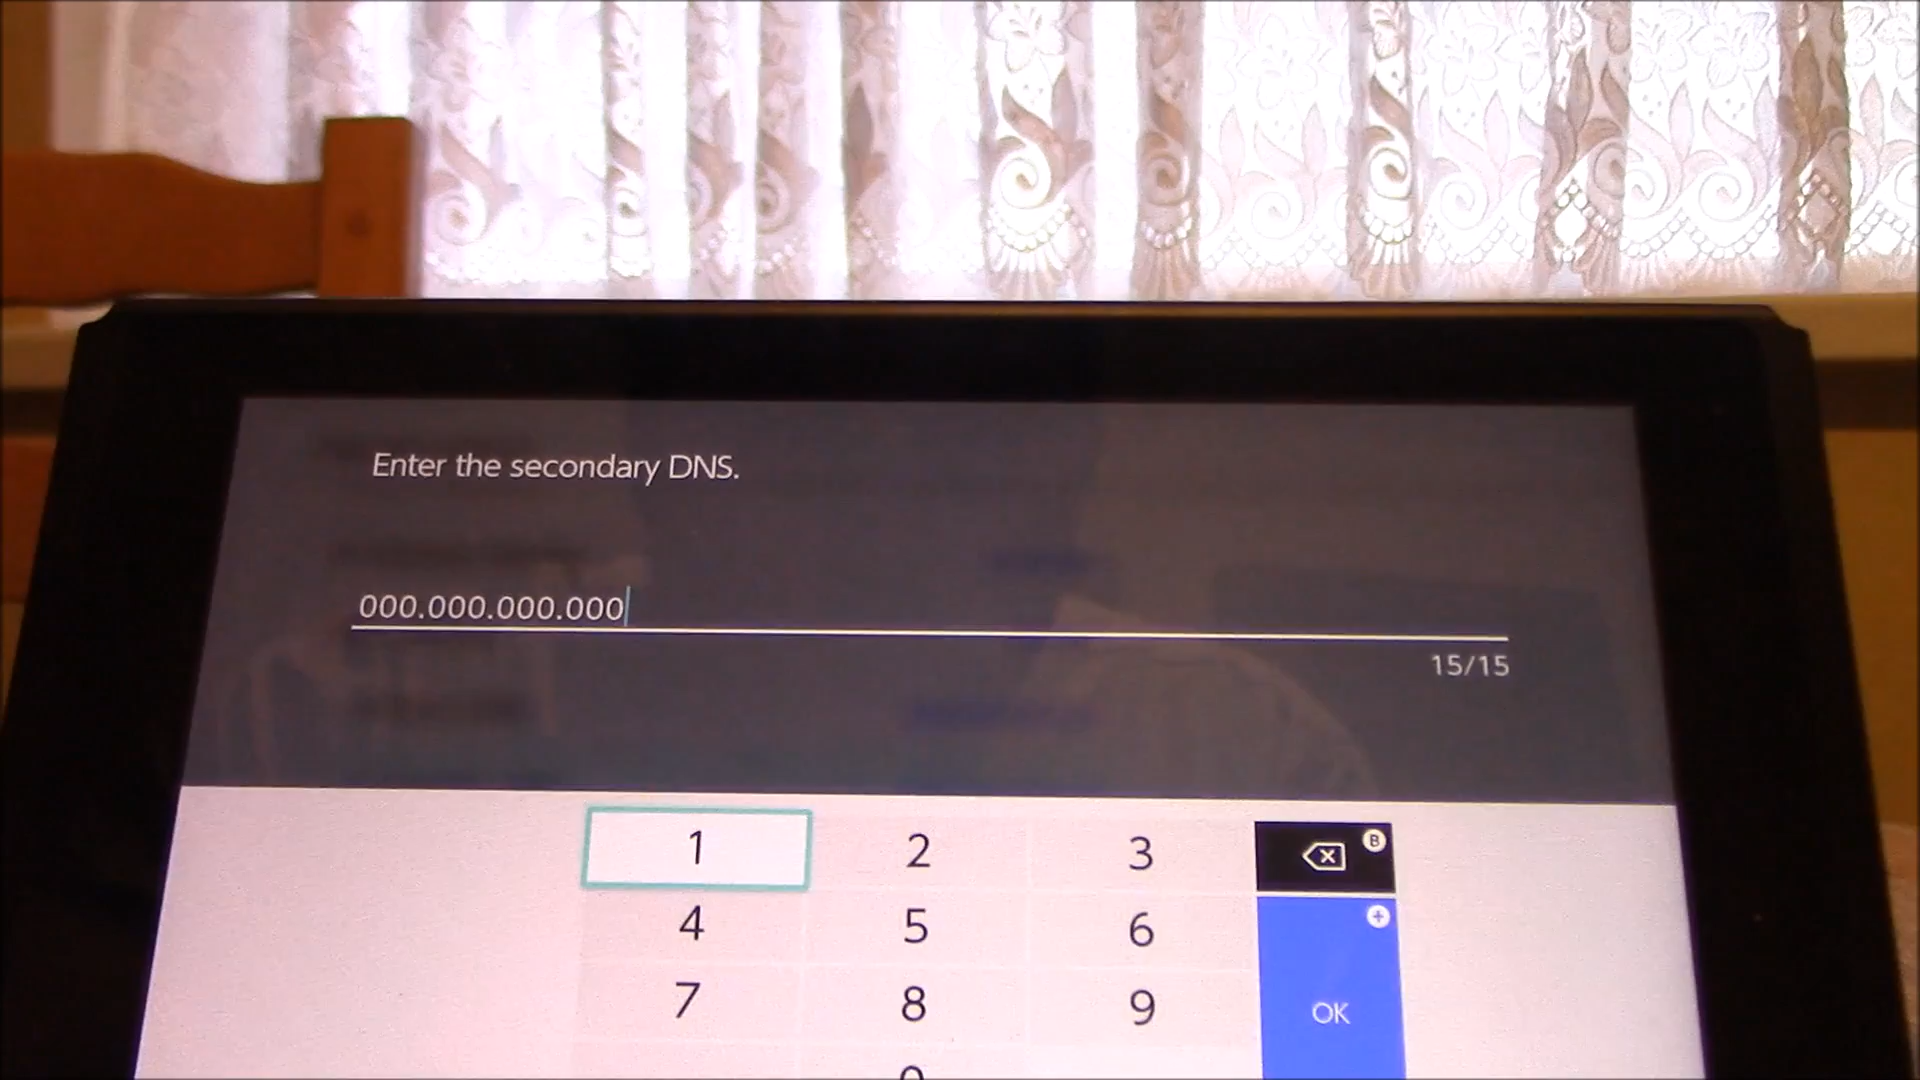 Enter the secondary DNS.
000.000.000.000
15/15
1 2 3 B
4 5 6 +
7 8 9 OK
0